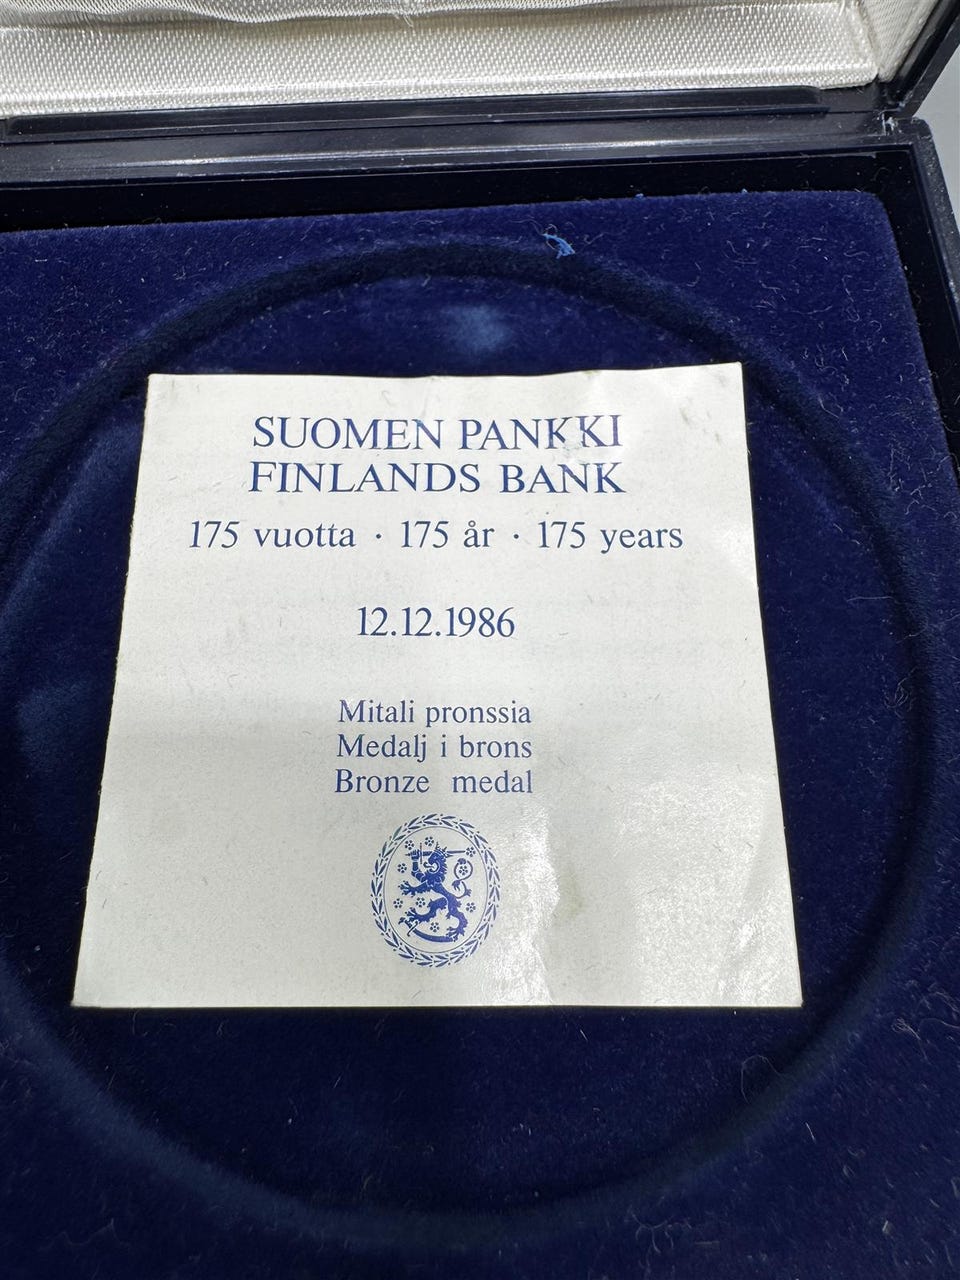 SUOMEN PANKKI
FINLANDS BANK
175 vuotta · 175 år · 175 years
12.12.1986
Mitali pronssia
Medalj i brons
Bronze medal